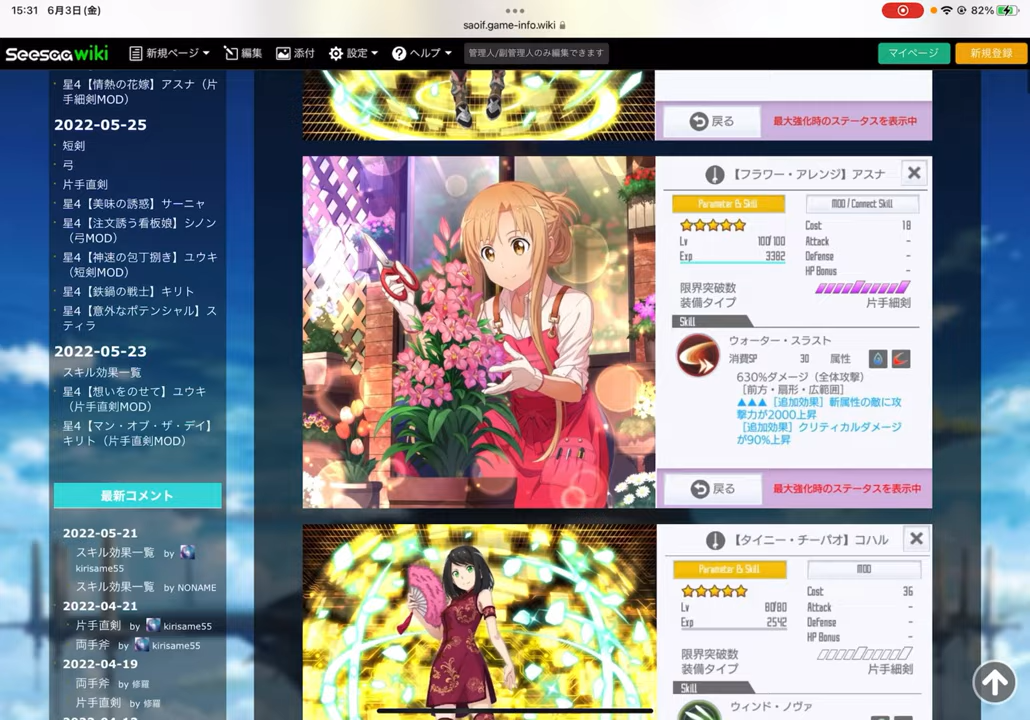 15:31 6月3日(金)
saoif.game-info.wiki
82%
Seesaa wiki
新規ページ
編集
添付
設定
ヘルプ
管理人/副管理人のみ編集できます
マイページ
新規登録
星4【情熱の花嫁】アスナ（片
手細剣MOD）
2022-05-25
短剣
弓
片手直剣
星4【美味の誘惑】サーニャ
星4【注文誘う看板娘】シノン
（弓MOD）
星4【神速の包丁捌き】ユウキ
（短剣MOD）
星4【鉄鍋の戦士】キリト
星4【意外なポテンシャル】ス
ティラ
2022-05-23
スキル効果一覧
星4【想いをのせて】ユウキ
（片手直剣MOD）
星4【マン・オブ・ザ・デイ】
キリト（片手直剣MOD）
最新コメント
2022-05-21
スキル効果一覧 by
kirisame55
スキル効果一覧 by NONAME
2022-04-21
片手直剣 by kirisame55
両手斧 by kirisame55
2022-04-19
両手斧 by 修羅
片手直剣 by 修羅
戻る
最大強化時のステータスを表示中
【フラワー・アレンジ】アスナ
Parameter & Skill
MOD / Connect Skill
Lv 100/100
Exp 3382
Cost 18
Attack -
Defense -
HP Bonus -
限界突破数
装備タイプ 片手細剣
Skill
ウォーター・スラスト
消費SP 30 属性
630%ダメージ（全体攻撃）
［前方・扇形・広範囲］
▲▲▲［追加効果］斬属性の敵に攻
撃力が2000上昇
［追加効果］クリティカルダメージ
が90%上昇
戻る
最大強化時のステータスを表示中
【タイニー・チーパオ】コハル
Parameter & Skill
MOD
Lv 80/80
Exp 2542
Cost 36
Attack -
Defense -
HP Bonus -
限界突破数
装備タイプ 片手細剣
Skill
ウィンド・ノヴァ